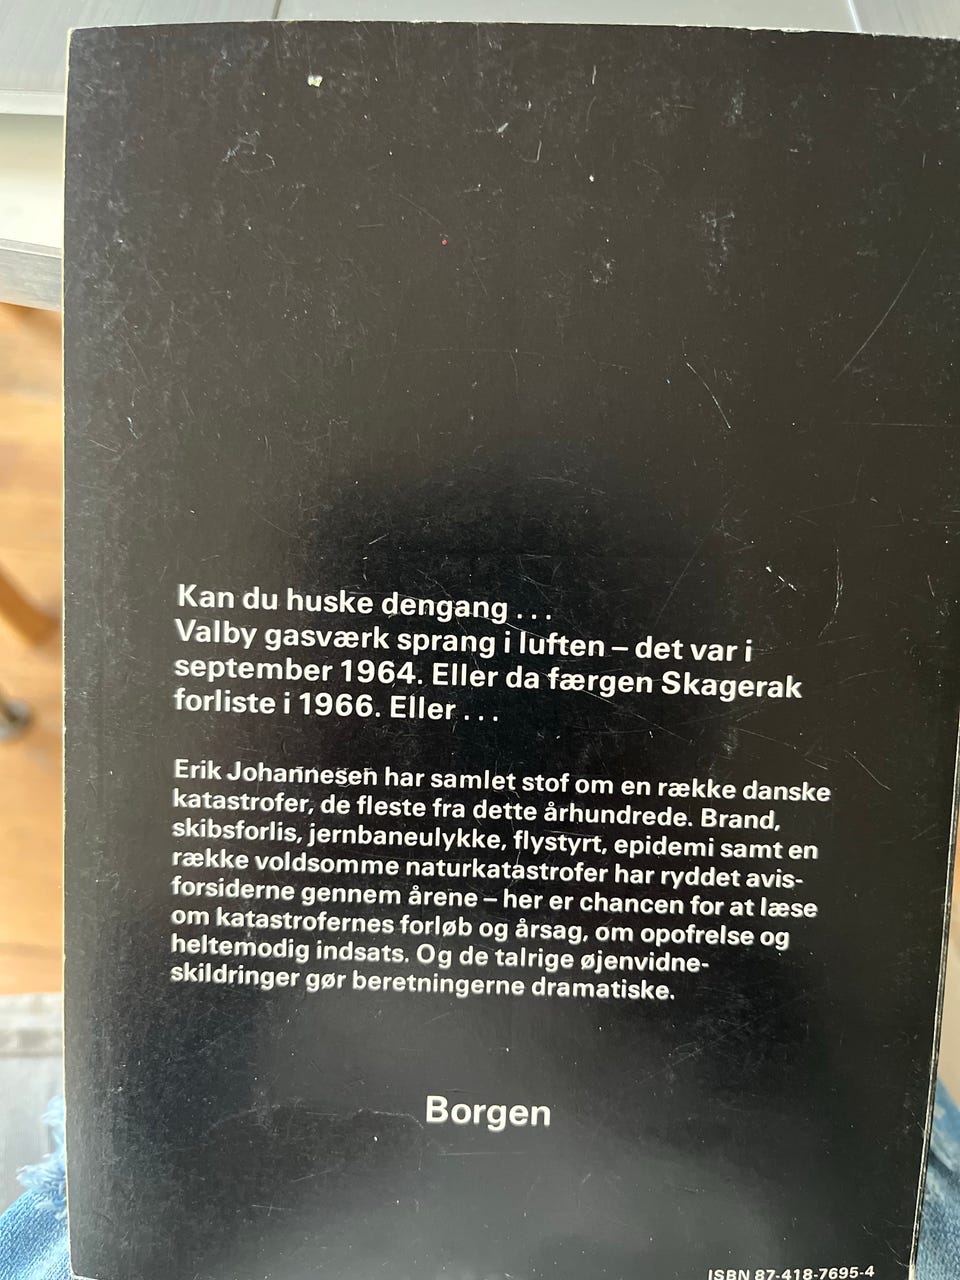 Kan du huske dengang . . .
Valby gasværk sprang i luften – det var i
september 1964. Eller da færgen Skagerak
forliste i 1966. Eller . . .
Erik Johannesen har samlet stof om en række danske
katastrofer, de fleste fra dette århundrede. Brand,
skibsforlis, jernbaneulykke, flystyrt, epidemi samt en
række voldsomme naturkatastrofer har ryddet avis-
forsiderne gennem årene – her er chancen for at læse
om katastrofernes forløb og årsag, om opofrelse og
heltemodig indsats. Og de talrige øjenvidne-
skildringer gør beretningerne dramatiske.
Borgen
ISBN 87-418-7695-4